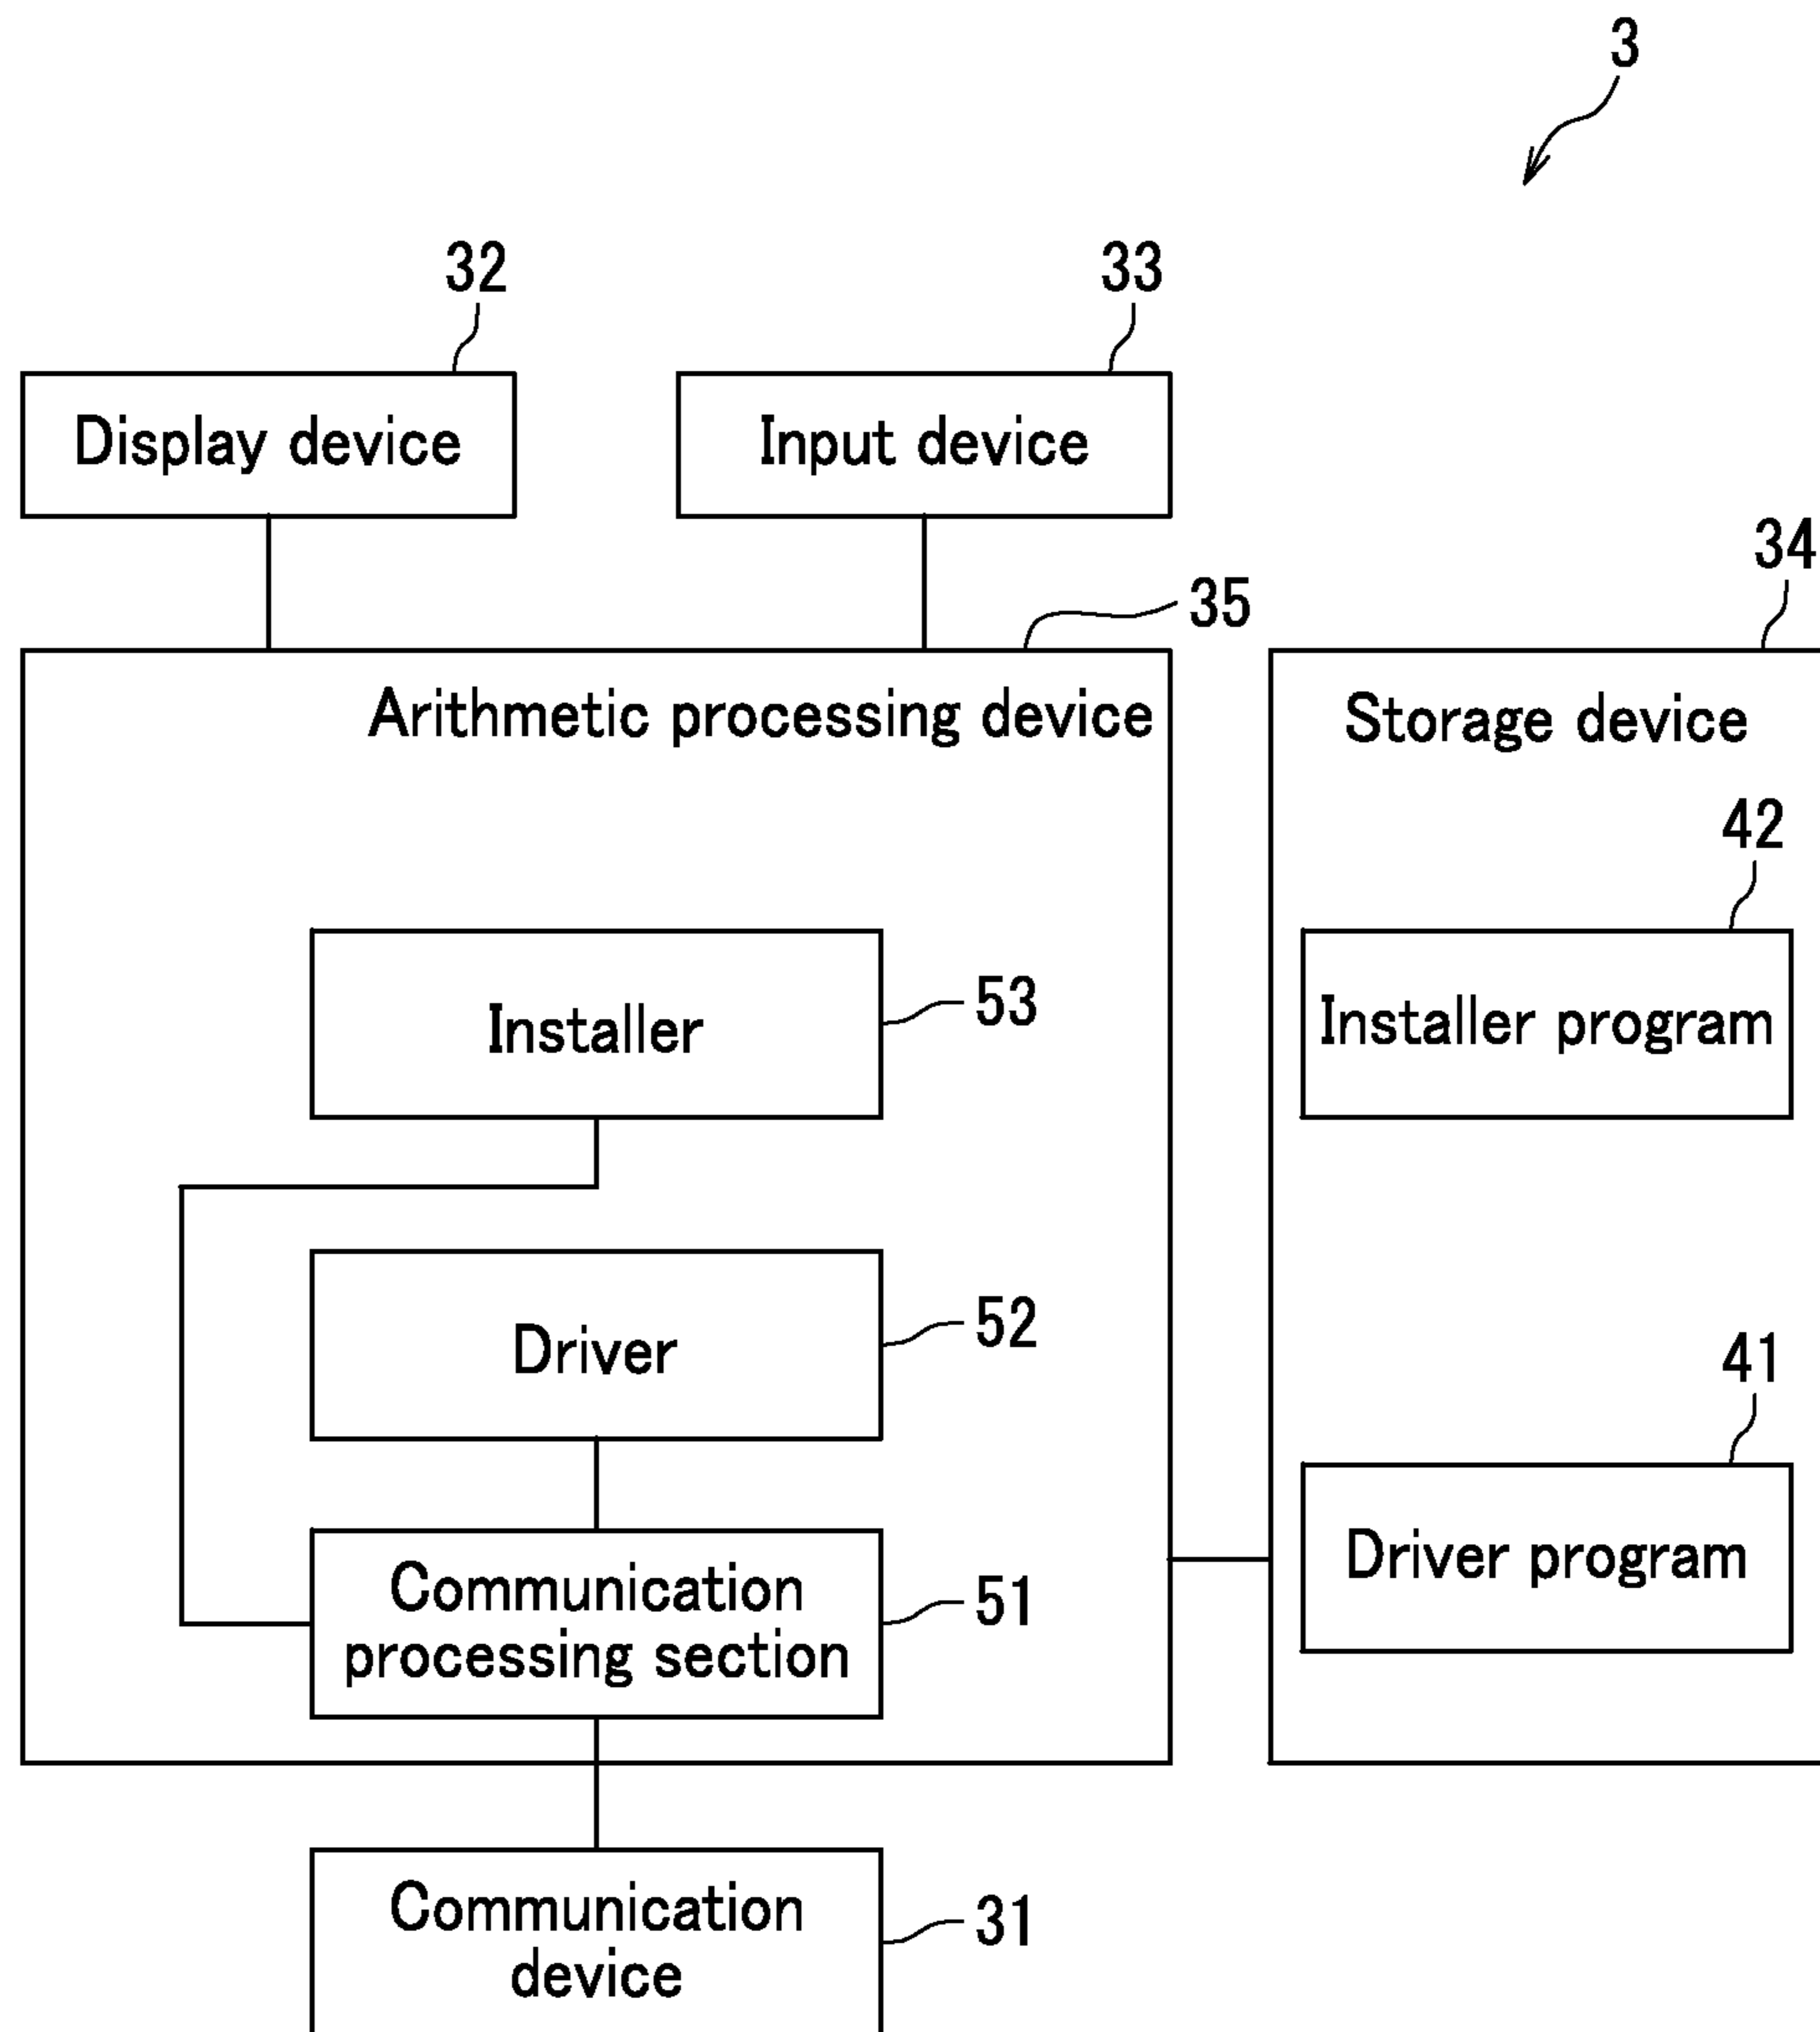 3
32
33
Display device
Input device
34
35
Arithmetic processing device
Storage device
42
Installer
53
Installer program
Driver
52
41
Communication
processing section
51
Driver program
Communication
device
31